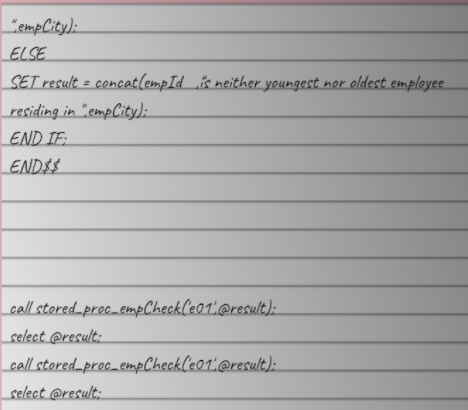 ",empCity);
ELSE
SET result = concat(empId ,"is neither youngest nor oldest employee
residing in ",empCity);
END IF;
END$$
call stored_proc_empCheck('e01',@result);
select @result;
call stored_proc_empCheck('e01',@result);
select @result;